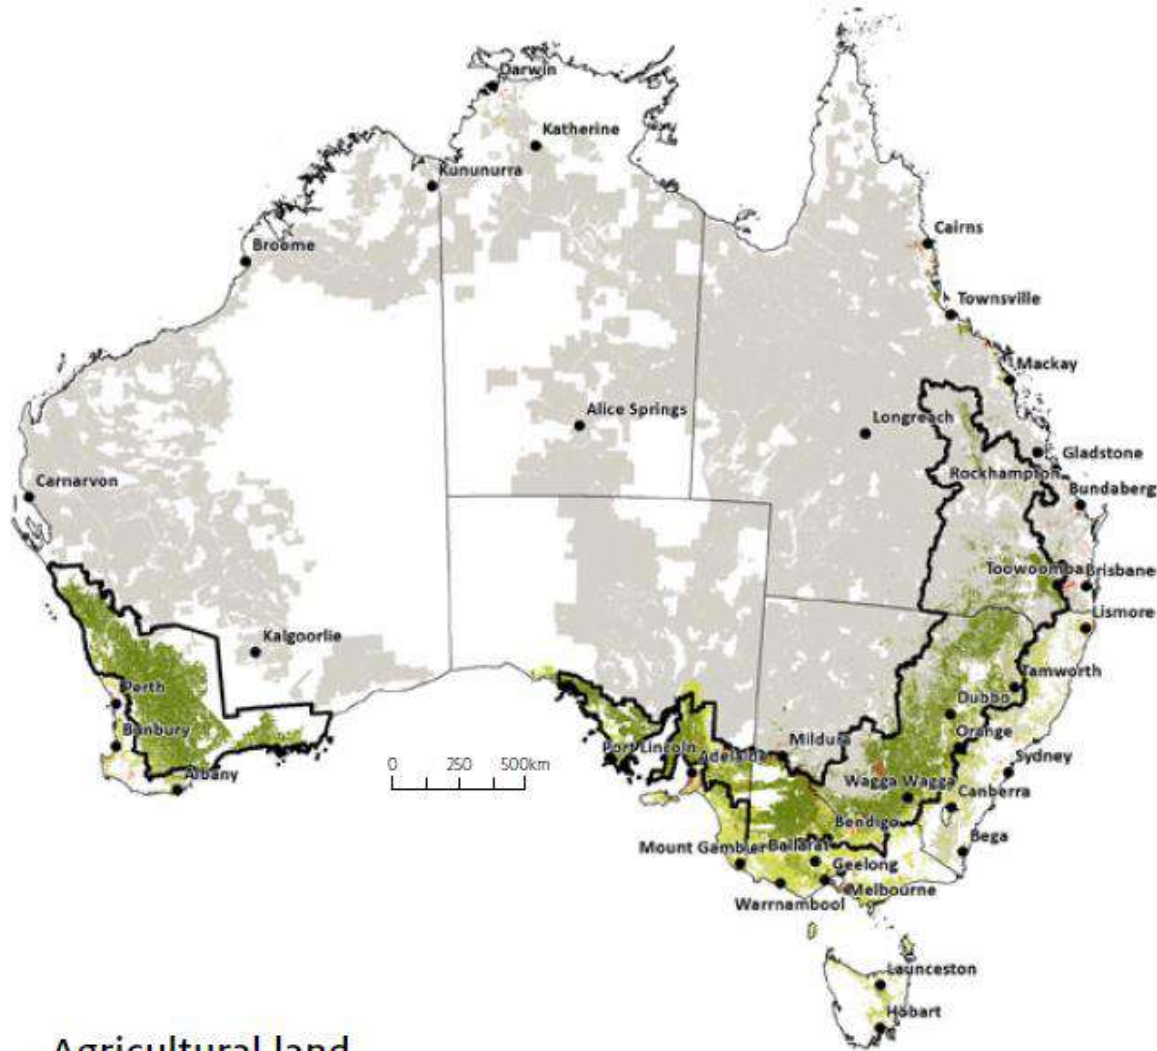 Darwin
Katherine
Kununurra
Broome
Cairns
Townsville
Mackay
Alice Springs
Longreach
Gladstone
Rockhampton
Carnarvon
Bundaberg
Toowoomba
Brisbane
Lismore
Kalgoorlie
Tamworth
Perth
Dubbo
Bunbury
Orange
Mildura
Port Lincoln
Adelaide
Sydney
0 250 500km
Albany
Wagga Wagga
Canberra
Bendigo
Bega
Mount Gambier
Ballarat
Geelong
Melbourne
Warrnambool
Launceston
Hobart
Agricultural land